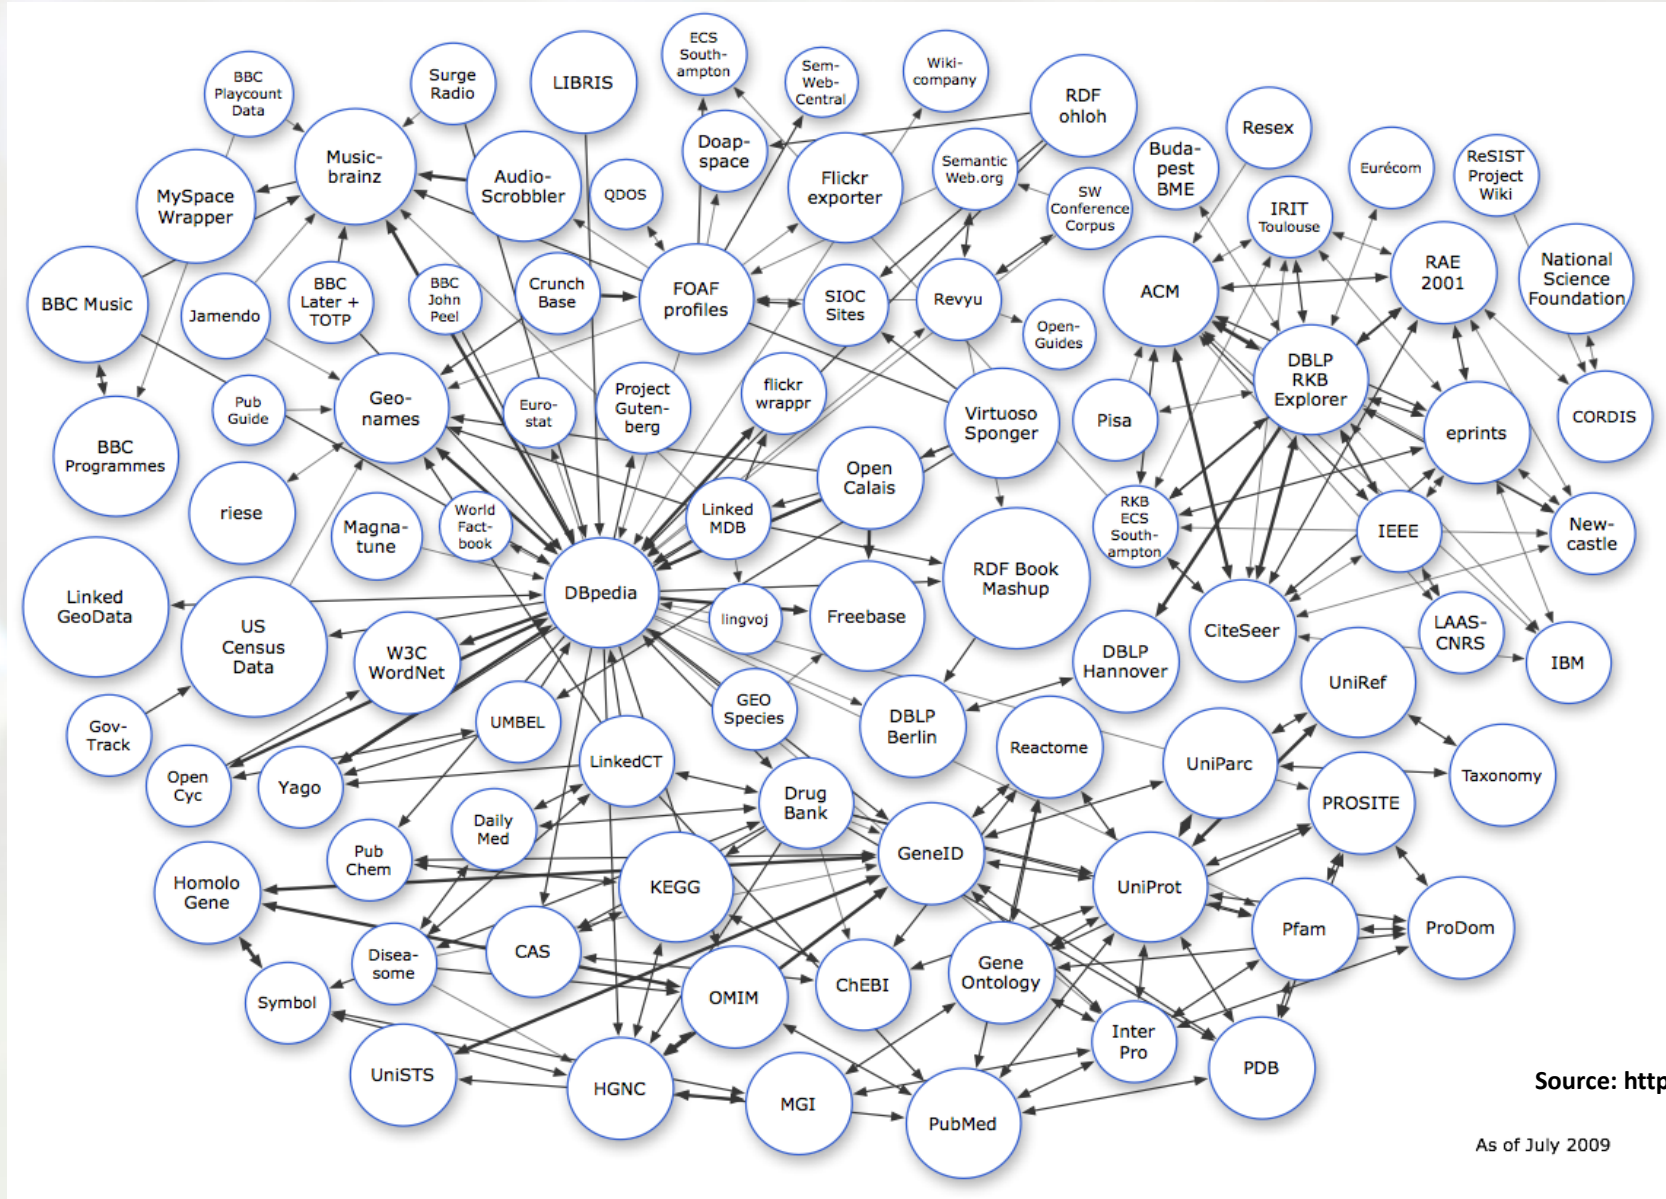 BBC
Playcount
Data
Surge
Radio
LIBRIS
ECS
South-
ampton
Sem-
Web-
Central
Wiki-
company
RDF
ohloh
Resex
Buda-
pest
BME
Eurécom
ReSIST
Project
Wiki
Music-
brainz
MySpace
Wrapper
Audio-
Scrobbler
QDOS
Doap-
space
Flickr
exporter
Semantic
Web.org
SW
Conference
Corpus
IRIT
Toulouse
RAE
2001
National
Science
Foundation
BBC Music
Jamendo
BBC
Later +
TOTP
BBC
John
Peel
Crunch
Base
FOAF
profiles
SIOC
Sites
Revyu
Open-
Guides
ACM
DBLP
RKB
Explorer
BBC
Programmes
Pub
Guide
Geo-
names
Euro-
stat
Project
Guten-
berg
flickr
wrappr
Virtuoso
Sponger
Pisa
eprints
CORDIS
riese
Magna-
tune
World
Fact-
book
Linked
MDB
Open
Calais
RKB
ECS
South-
ampton
IEEE
New-
castle
Linked
GeoData
US
Census
Data
W3C
WordNet
DBpedia
lingvoj
Freebase
RDF Book
Mashup
DBLP
Hannover
CiteSeer
LAAS-
CNRS
IBM
Gov-
Track
Open
Cyc
Yago
UMBEL
LinkedCT
GEO
Species
DBLP
Berlin
Reactome
UniParc
UniRef
Taxonomy
Pub
Chem
Daily
Med
Drug
Bank
PROSITE
Homolo
Gene
KEGG
GeneID
UniProt
Pfam
ProDom
Disea-
some
CAS
Symbol
OMIM
ChEBI
Gene
Ontology
Inter
Pro
PDB
UniSTS
HGNC
MGI
PubMed
Source: http
As of July 2009